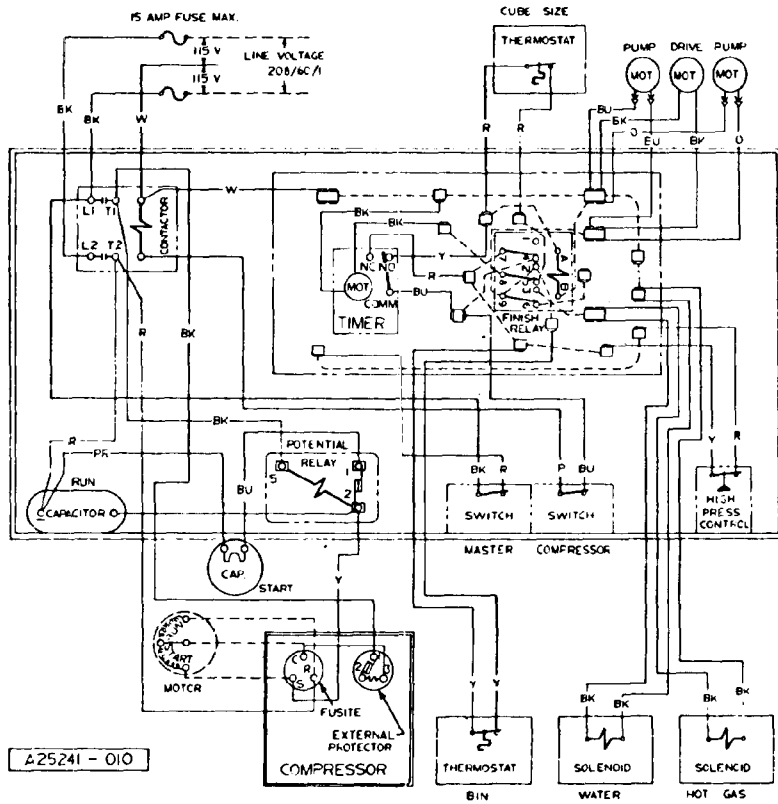 15 AMP FUSE MAX.
115 V
115 V
LINE VOLTAGE
208/60/1
CUBE SIZE
THERMOSTAT
PUMP DRIVE PUMP
MOT MOT MOT
BK
BK
W
R
R
BU
BK
O
BU
BK
O
L1 T1
L2 T2
CONTACTOR
W
BK
BK
NC NO
Y
R
BU
MOT
COMM
TIMER
A
B
FINISH
RELAY
R
BK
BK
R
RUN
CAPACITOR
BU
POTENTIAL
RELAY
5
1
2
BK R
SWITCH
MASTER
P BU
SWITCH
COMPRESSOR
Y
R
HIGH
PRESS
CONTROL
CAP.
START
Y
RUN
START
MOTOR
C
R
S
FUSITE
2
3
EXTERNAL
PROTECTOR
COMPRESSOR
A25241 - 010
Y
Y
THERMOSTAT
BIN
BK
BK
SOLENOID
WATER
BK
BK
SOLENOID
HOT GAS